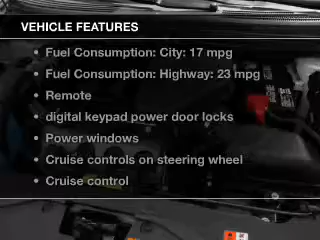 VEHICLE FEATURES
• Fuel Consumption: City: 17 mpg
• Fuel Consumption: Highway: 23 mpg
• Remote
• digital keypad power door locks
• Power windows
• Cruise controls on steering wheel
• Cruise control